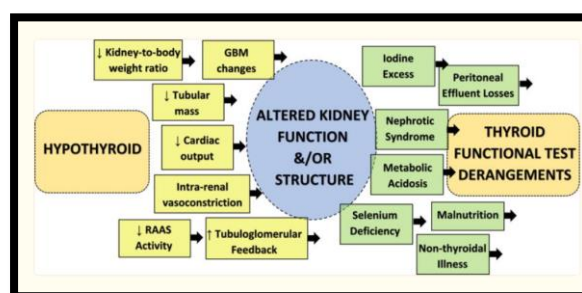 ↓ Kidney-to-body
weight ratio
GBM
changes
↓ Tubular
mass
↓ Cardiac
output
HYPOTHYROID
Intra-renal
vasoconstriction
↓ RAAS
Activity
↑ Tubuloglomerular
Feedback
ALTERED KIDNEY
FUNCTION
&/OR
STRUCTURE
Iodine
Excess
Peritoneal
Effluent Losses
Nephrotic
Syndrome
Metabolic
Acidosis
THYROID
FUNCTIONAL TEST
DERANGEMENTS
Selenium
Deficiency
Malnutrition
Non-thyroidal
Illness